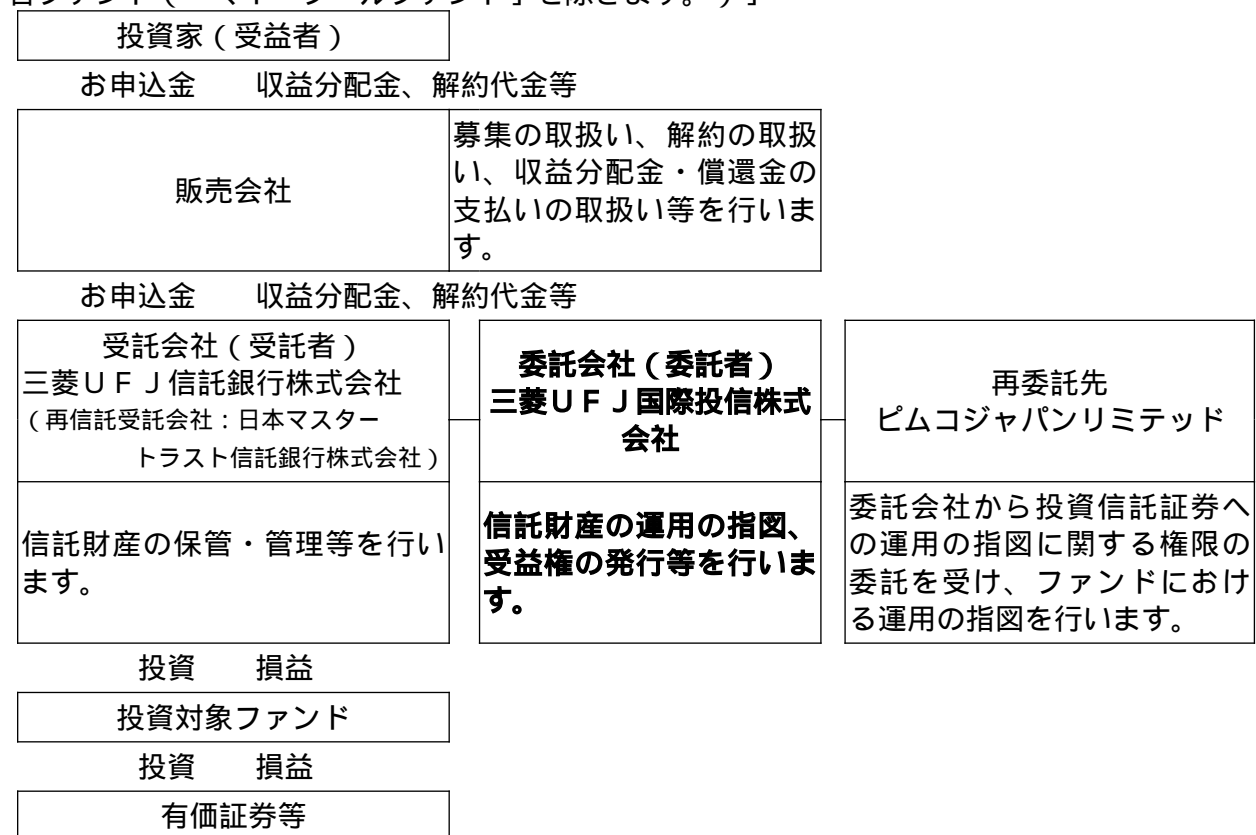 投資家(受益者)
お申込金　収益分配金、解約代金等
販売会社
募集の取扱い、解約の取扱
い、収益分配金・償還金の
支払いの取扱い等を行いま
す。
お申込金　収益分配金、解約代金等
受託会社(受託者)
三菱UFJ信託銀行株式会社
(再信託受託会社:日本マスター
トラスト信託銀行株式会社)
委託会社(委託者)
三菱UFJ国際投信株式
会社
再委託先
ピムコジャパンリミテッド
信託財産の保管・管理等を行い
ます。
信託財産の運用の指図、
受益権の発行等を行いま
す。
委託会社から投資信託証券へ
の運用の指図に関する権限の
委託を受け、ファンドにおけ
る運用の指図を行います。
投資　損益
投資対象ファンド
投資　損益
有価証券等